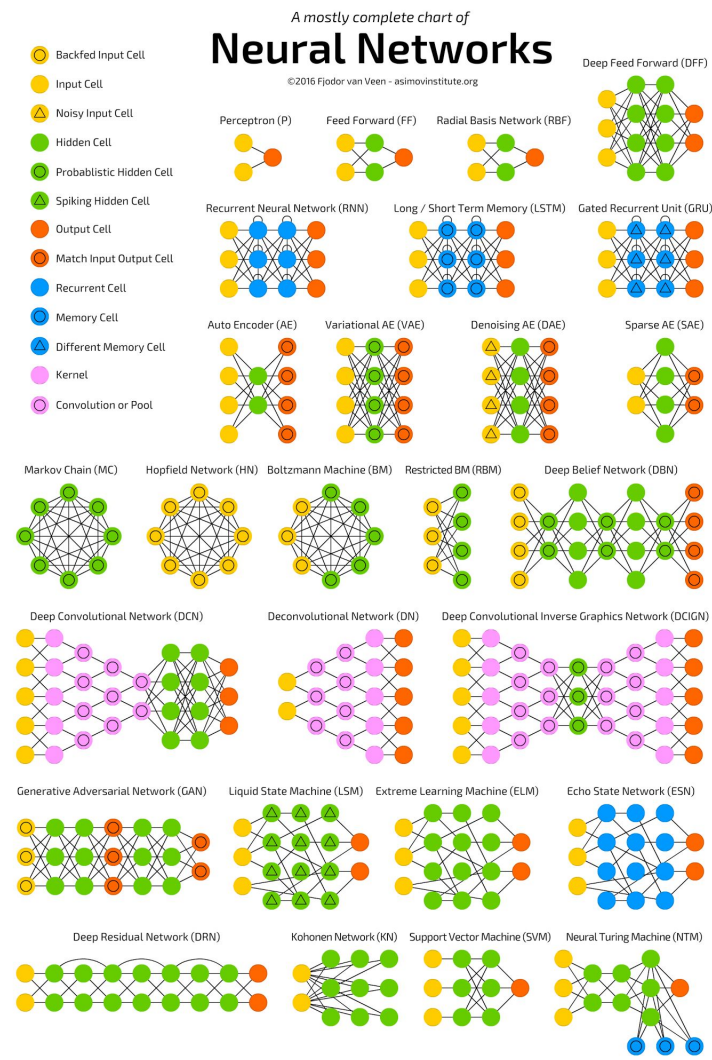 A mostly complete chart of
Neural Networks
©2016 Fjodor van Veen - asimovinstitute.org
Backfed Input Cell
Input Cell
Noisy Input Cell
Hidden Cell
Probablistic Hidden Cell
Spiking Hidden Cell
Output Cell
Match Input Output Cell
Recurrent Cell
Memory Cell
Different Memory Cell
Kernel
Convolution or Pool
Deep Feed Forward (DFF)
Perceptron (P)
Feed Forward (FF)
Radial Basis Network (RBF)
Recurrent Neural Network (RNN)
Long / Short Term Memory (LSTM)
Gated Recurrent Unit (GRU)
Auto Encoder (AE)
Variational AE (VAE)
Denoising AE (DAE)
Sparse AE (SAE)
Markov Chain (MC)
Hopfield Network (HN)
Boltzmann Machine (BM)
Restricted BM (RBM)
Deep Belief Network (DBN)
Deep Convolutional Network (DCN)
Deconvolutional Network (DN)
Deep Convolutional Inverse Graphics Network (DCIGN)
Generative Adversarial Network (GAN)
Liquid State Machine (LSM)
Extreme Learning Machine (ELM)
Echo State Network (ESN)
Deep Residual Network (DRN)
Kohonen Network (KN)
Support Vector Machine (SVM)
Neural Turing Machine (NTM)